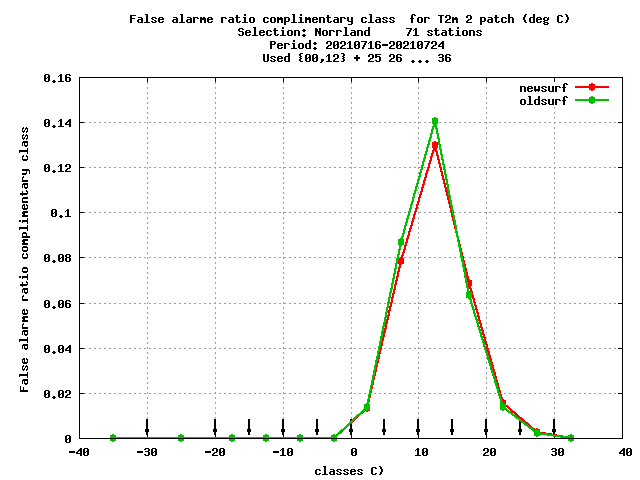 False alarme ratio complimentary class  for T2m 2 patch (deg C)
Selection: Norrland     71 stations
Period: 20210716-20210724
Used {00,12} + 25 26 ... 36
newsurf
oldsurf
False alarme ratio complimentary class
0.16
0.14
0.12
0.1
0.08
0.06
0.04
0.02
0
-40 -30 -20 -10 0 10 20 30 40
classes C)